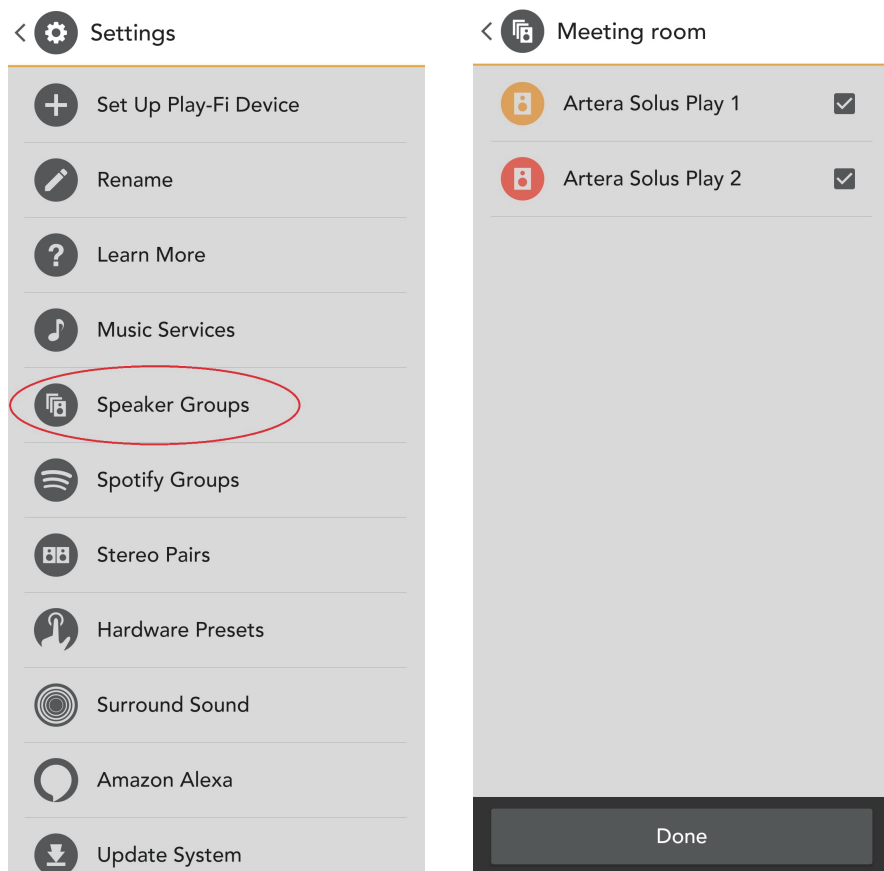 Settings
Set Up Play-Fi Device
Rename
Learn More
Music Services
Speaker Groups
Spotify Groups
Stereo Pairs
Hardware Presets
Surround Sound
Amazon Alexa
Update System
Meeting room
Artera Solus Play 1
Artera Solus Play 2
Done